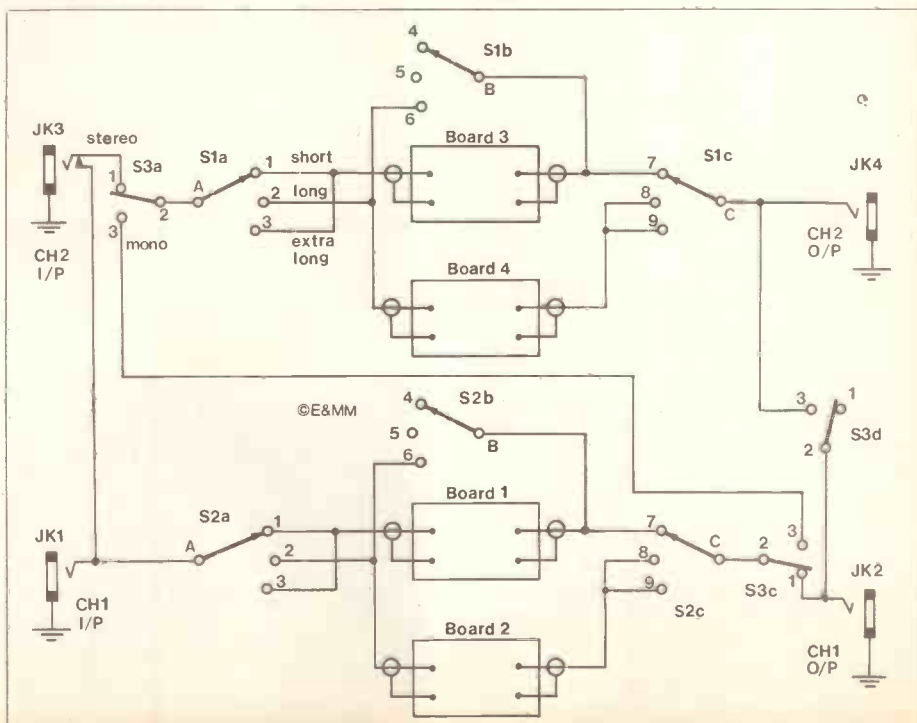 4
S1b
5
B
6
JK3
stereo
S3a
S1a
1
short
Board 3
7
S1c
JK4
1
A
2
long
8
2
3
C
3
mono
extra
long
9
CH2
I/P
CH2
O/P
Board 4
©E&MM
4
S2b
3
1
5
B
2
S3d
6
JK1
S2a
1
Board 1
7
3
A
2
C
2
8
1
JK2
3
S3c
CH1
I/P
9
S2c
Board 2
CH1
O/P